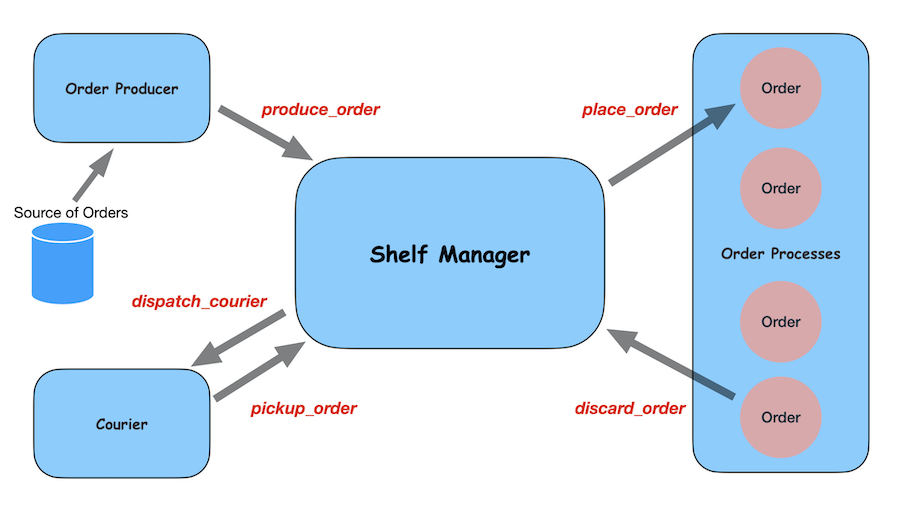 Order Producer
produce_order
place_order
Order
Order
Source of Orders
Shelf Manager
Order Processes
dispatch_courier
Order
pickup_order
discard_order
Order
Courier